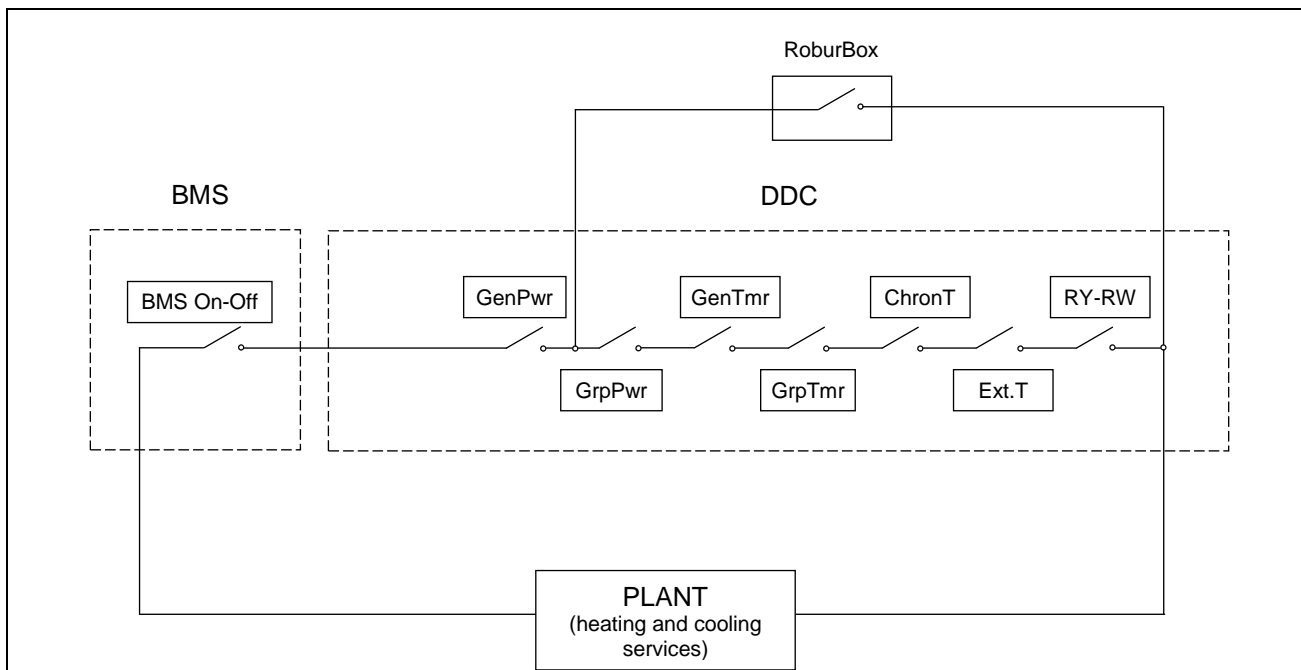 RoburBox
BMS
DDC
BMS On-Off
GenPwr
GenTmr
ChronT
RY-RW
GrpPwr
GrpTmr
Ext.T
PLANT
(heating and cooling
services)